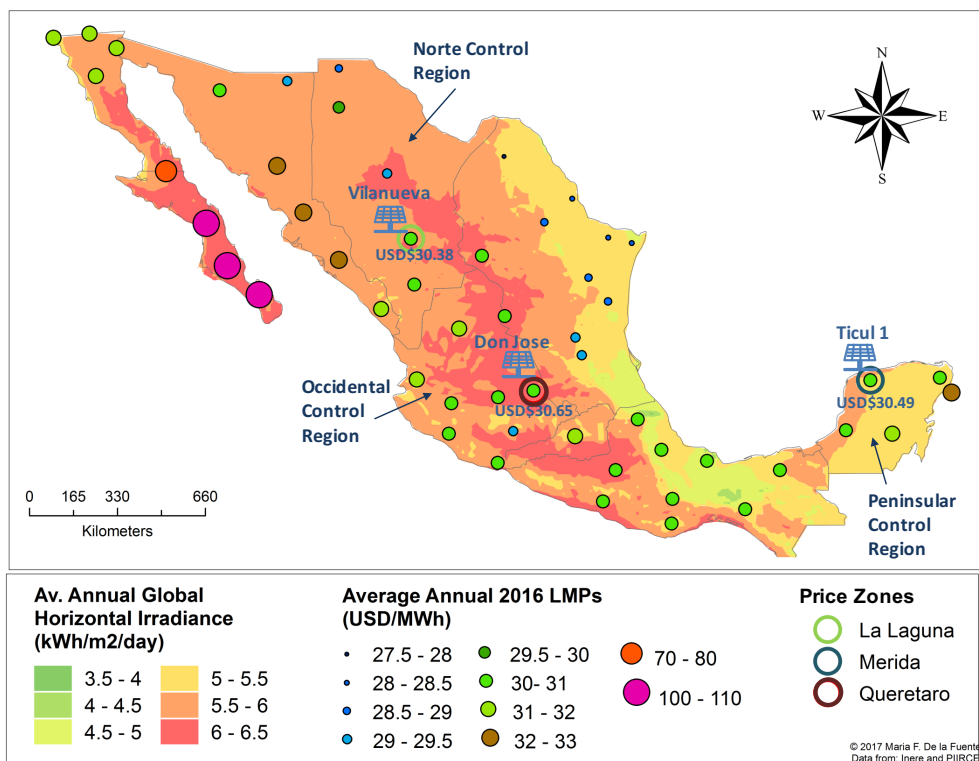 Norte Control
Region
N
W
E
S
Vilanueva
USD$30.38
Don Jose
USD$30.65
Ticul 1
USD$30.49
Occidental
Control
Region
Peninsular
Control
Region
0 165 330 660
Kilometers
Av. Annual Global
Horizontal Irradiance
(kWh/m2/day)
3.5 - 4
4 - 4.5
4.5 - 5
5 - 5.5
5.5 - 6
6 - 6.5
Average Annual 2016 LMPs
(USD/MWh)
27.5 - 28
28 - 28.5
28.5 - 29
29 - 29.5
29.5 - 30
30- 31
31 - 32
32 - 33
70 - 80
100 - 110
Price Zones
La Laguna
Merida
Queretaro
© 2017 Maria F. De la Fuente
Data from: Inere and PIIRCE